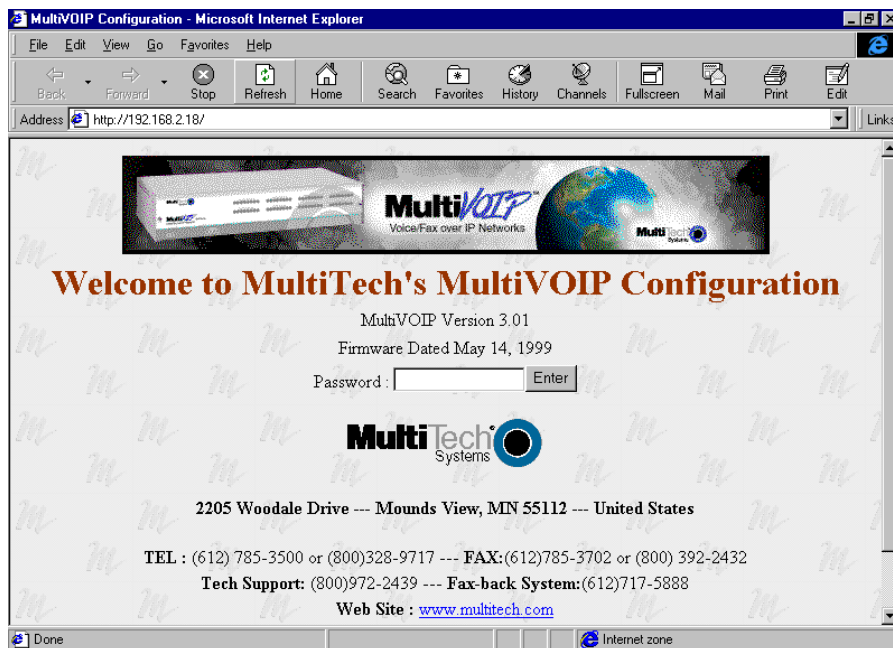 MultiVOIP Configuration - Microsoft Internet Explorer
File Edit View Go Favorites Help
Back Forward Stop Refresh Home Search Favorites History Channels Fullscreen Mail Print Edit
Address http://192.168.2.18/ Links
MultiVOIP™
Voice/Fax over IP Networks
MultiTech
Systems
Welcome to MultiTech's MultiVOIP Configuration
MultiVOIP Version 3.01
Firmware Dated May 14, 1999
Password : Enter
MultiTech®
Systems
2205 Woodale Drive --- Mounds View, MN 55112 --- United States
TEL : (612) 785-3500 or (800)328-9717 --- FAX:(612)785-3702 or (800) 392-2432
Tech Support: (800)972-2439 --- Fax-back System:(612)717-5888
Web Site : www.multitech.com
Done Internet zone